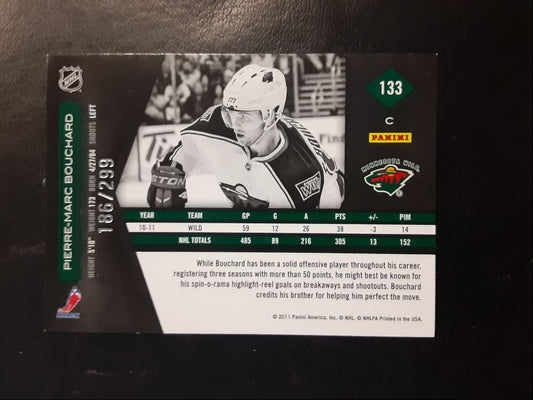 NHL
PIERRE-MARC BOUCHARD
HEIGHT 5'10" WEIGHT 173 BORN 4/27/84 SHOOTS LEFT
186/299
133
C
PANINI
MINNESOTA WILD
EASTON
YEAR TEAM GP G A PTS +/- PIM
10-11 WILD 59 12 26 38 -3 14
NHL TOTALS 485 89 216 305 13 152
While Bouchard has been a solid offensive player throughout his career,
registering three seasons with more than 50 points, he might best be known for
his spin-o-rama highlight-reel goals on breakaways and shootouts. Bouchard
credits his brother for helping him perfect the move.
© 2011 Panini America, Inc. © NHL, © NHLPA Printed in the USA.